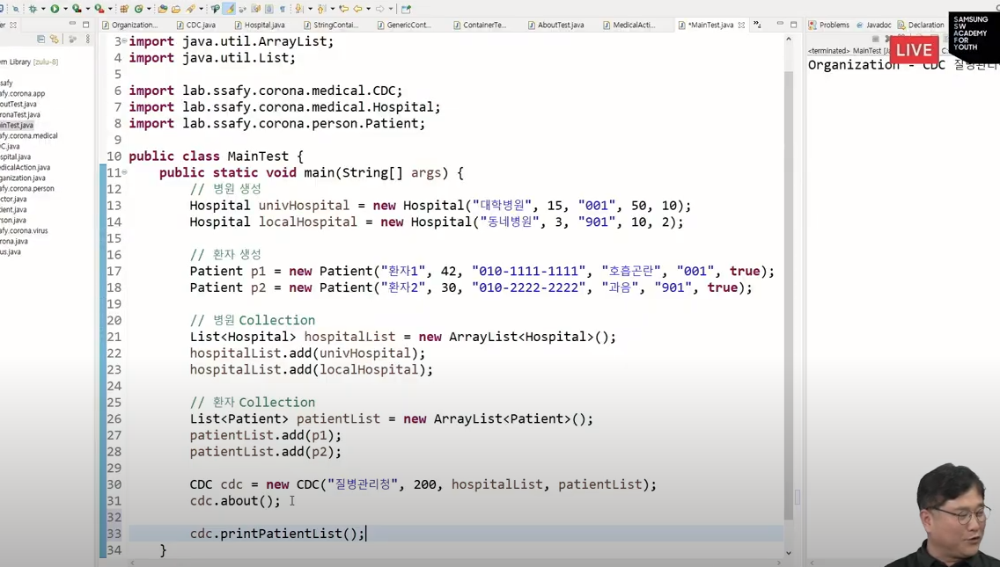 Organization...
CDC.java
Hospital.java
StringContai...
GenericCont...
ContainerTe...
AboutTest.java
MedicalActi...
*MainTest.java
Problems
Javadoc
Declaration
SAMSUNG
SW
ACADEMY
FOR
YOUTH
LIVE
<terminated> MainTest [
Organization - CDC 질병관리
em Library [zulu-8]
ssafy
afy.corona.app
outTest.java
ronaTest.java
inTest.java
afy.corona.medical
C.java
spital.java
edicalAction.java
ganization.java
afy.corona.person
ctor.java
tient.java
rson.java
afy.corona.virus
rona.java
us.java
3 import java.util.ArrayList;
4 import java.util.List;
5
6 import lab.ssafy.corona.medical.CDC;
7 import lab.ssafy.corona.medical.Hospital;
8 import lab.ssafy.corona.person.Patient;
9
10 public class MainTest {
11 public static void main(String[] args) {
12 // 병원 생성
13 Hospital univHospital = new Hospital("대학병원", 15, "001", 50, 10);
14 Hospital localHospital = new Hospital("동네병원", 3, "901", 10, 2);
15
16 // 환자 생성
17 Patient p1 = new Patient("환자1", 42, "010-1111-1111", "호흡곤란", "001", true);
18 Patient p2 = new Patient("환자2", 30, "010-2222-2222", "과음", "901", true);
19
20 // 병원 Collection
21 List<Hospital> hospitalList = new ArrayList<Hospital>();
22 hospitalList.add(univHospital);
23 hospitalList.add(localHospital);
24
25 // 환자 Collection
26 List<Patient> patientList = new ArrayList<Patient>();
27 patientList.add(p1);
28 patientList.add(p2);
29
30 CDC cdc = new CDC("질병관리청", 200, hospitalList, patientList);
31 cdc.about();
32
33 cdc.printPatientList();
34 }